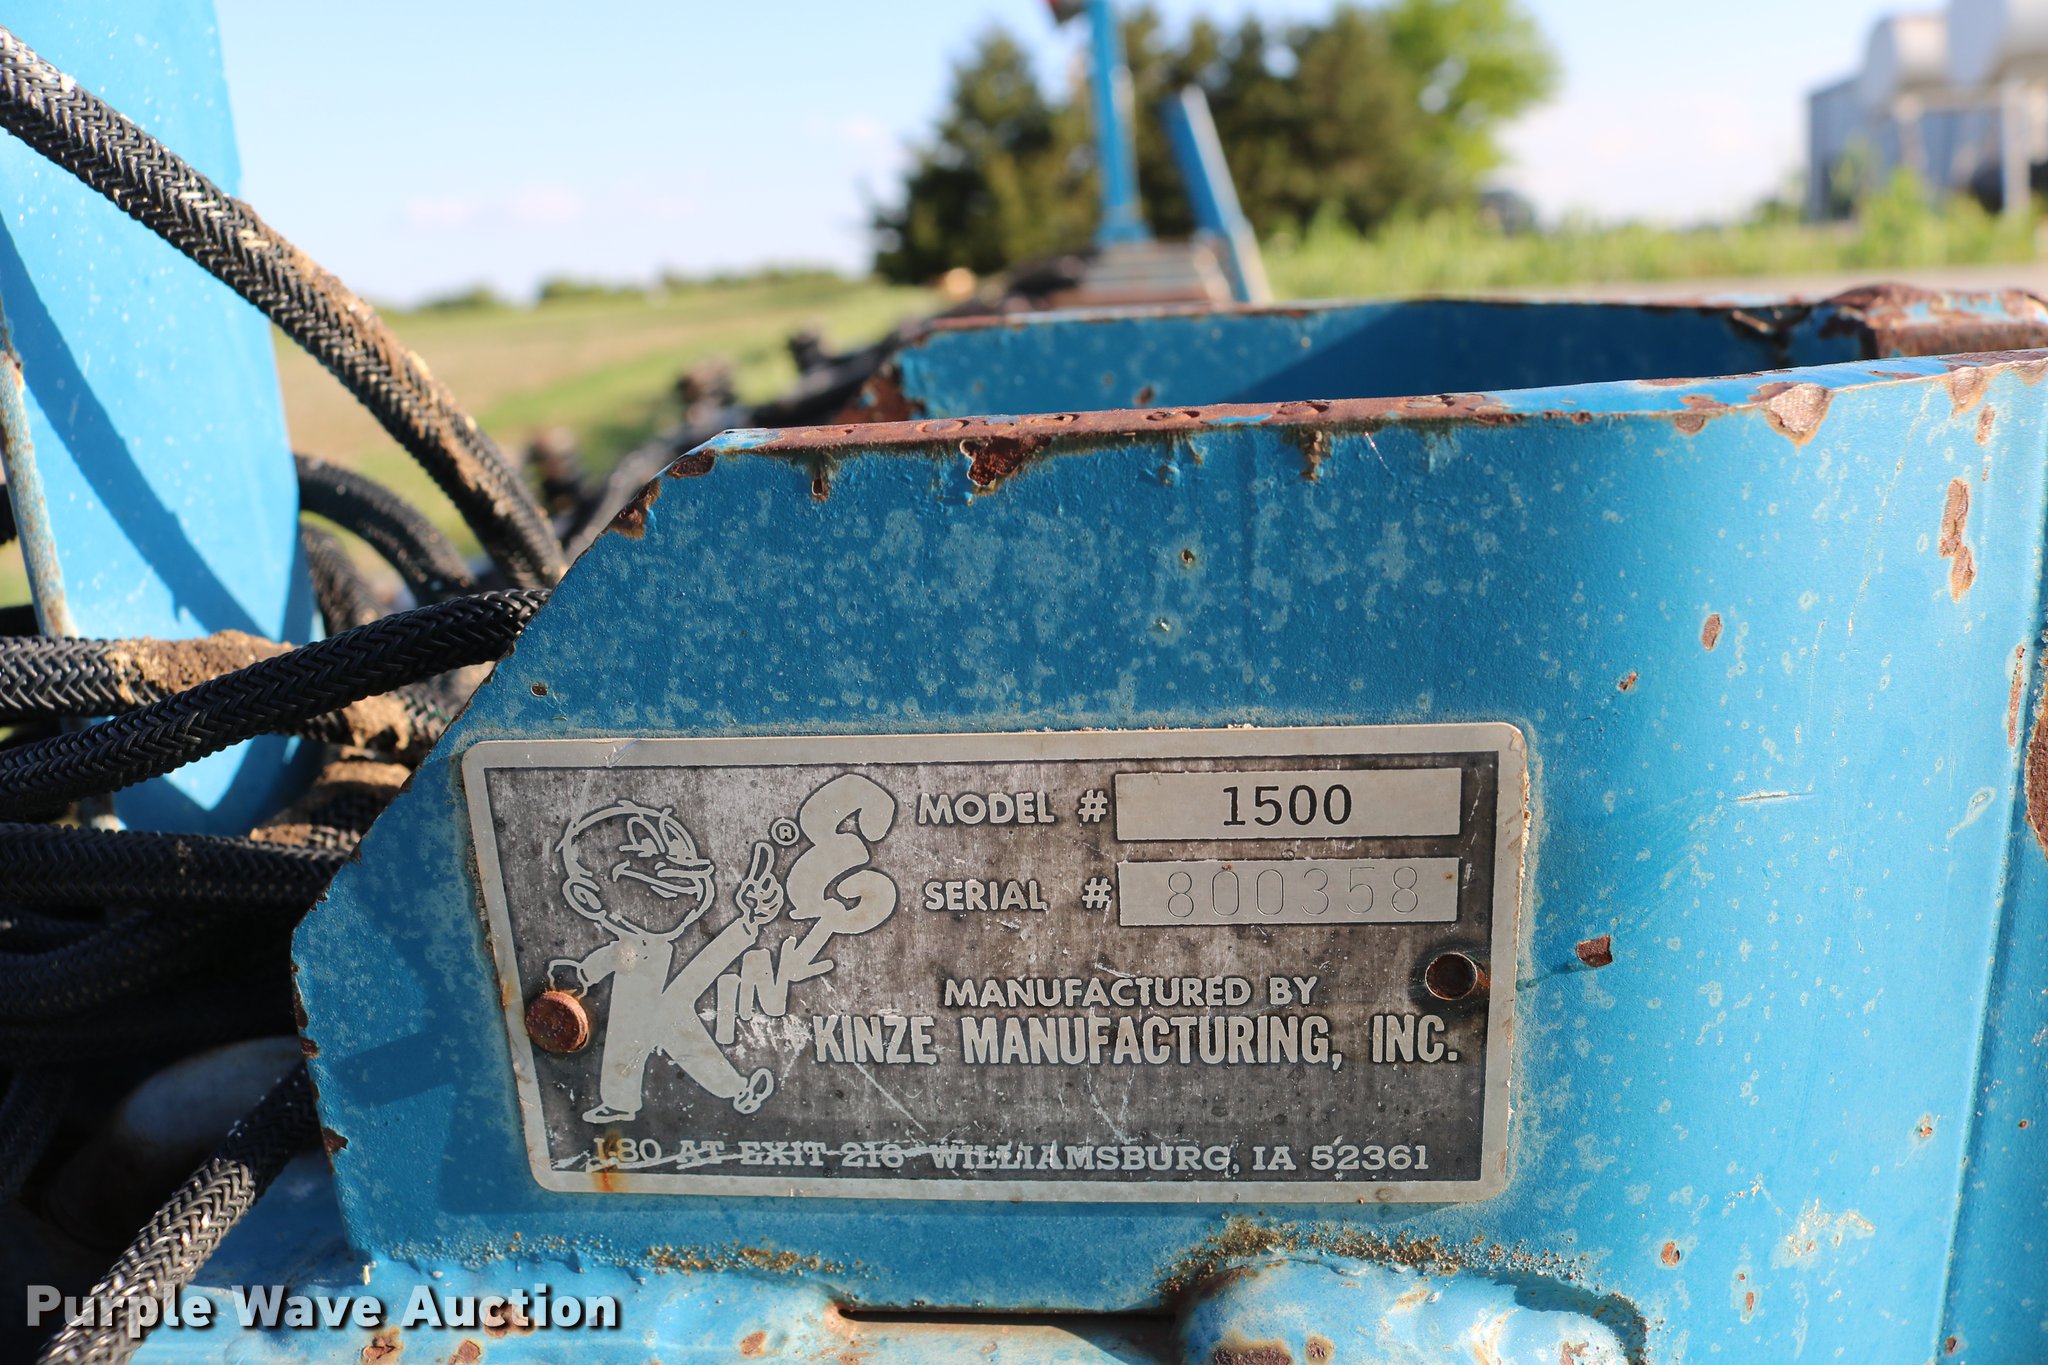 MODEL # 1500
SERIAL # 800358
KINZE ®
MANUFACTURED BY
KINZE MANUFACTURING, INC.
I-80 AT EXIT 216 WILLIAMSBURG, IA 52361
Purple Wave Auction